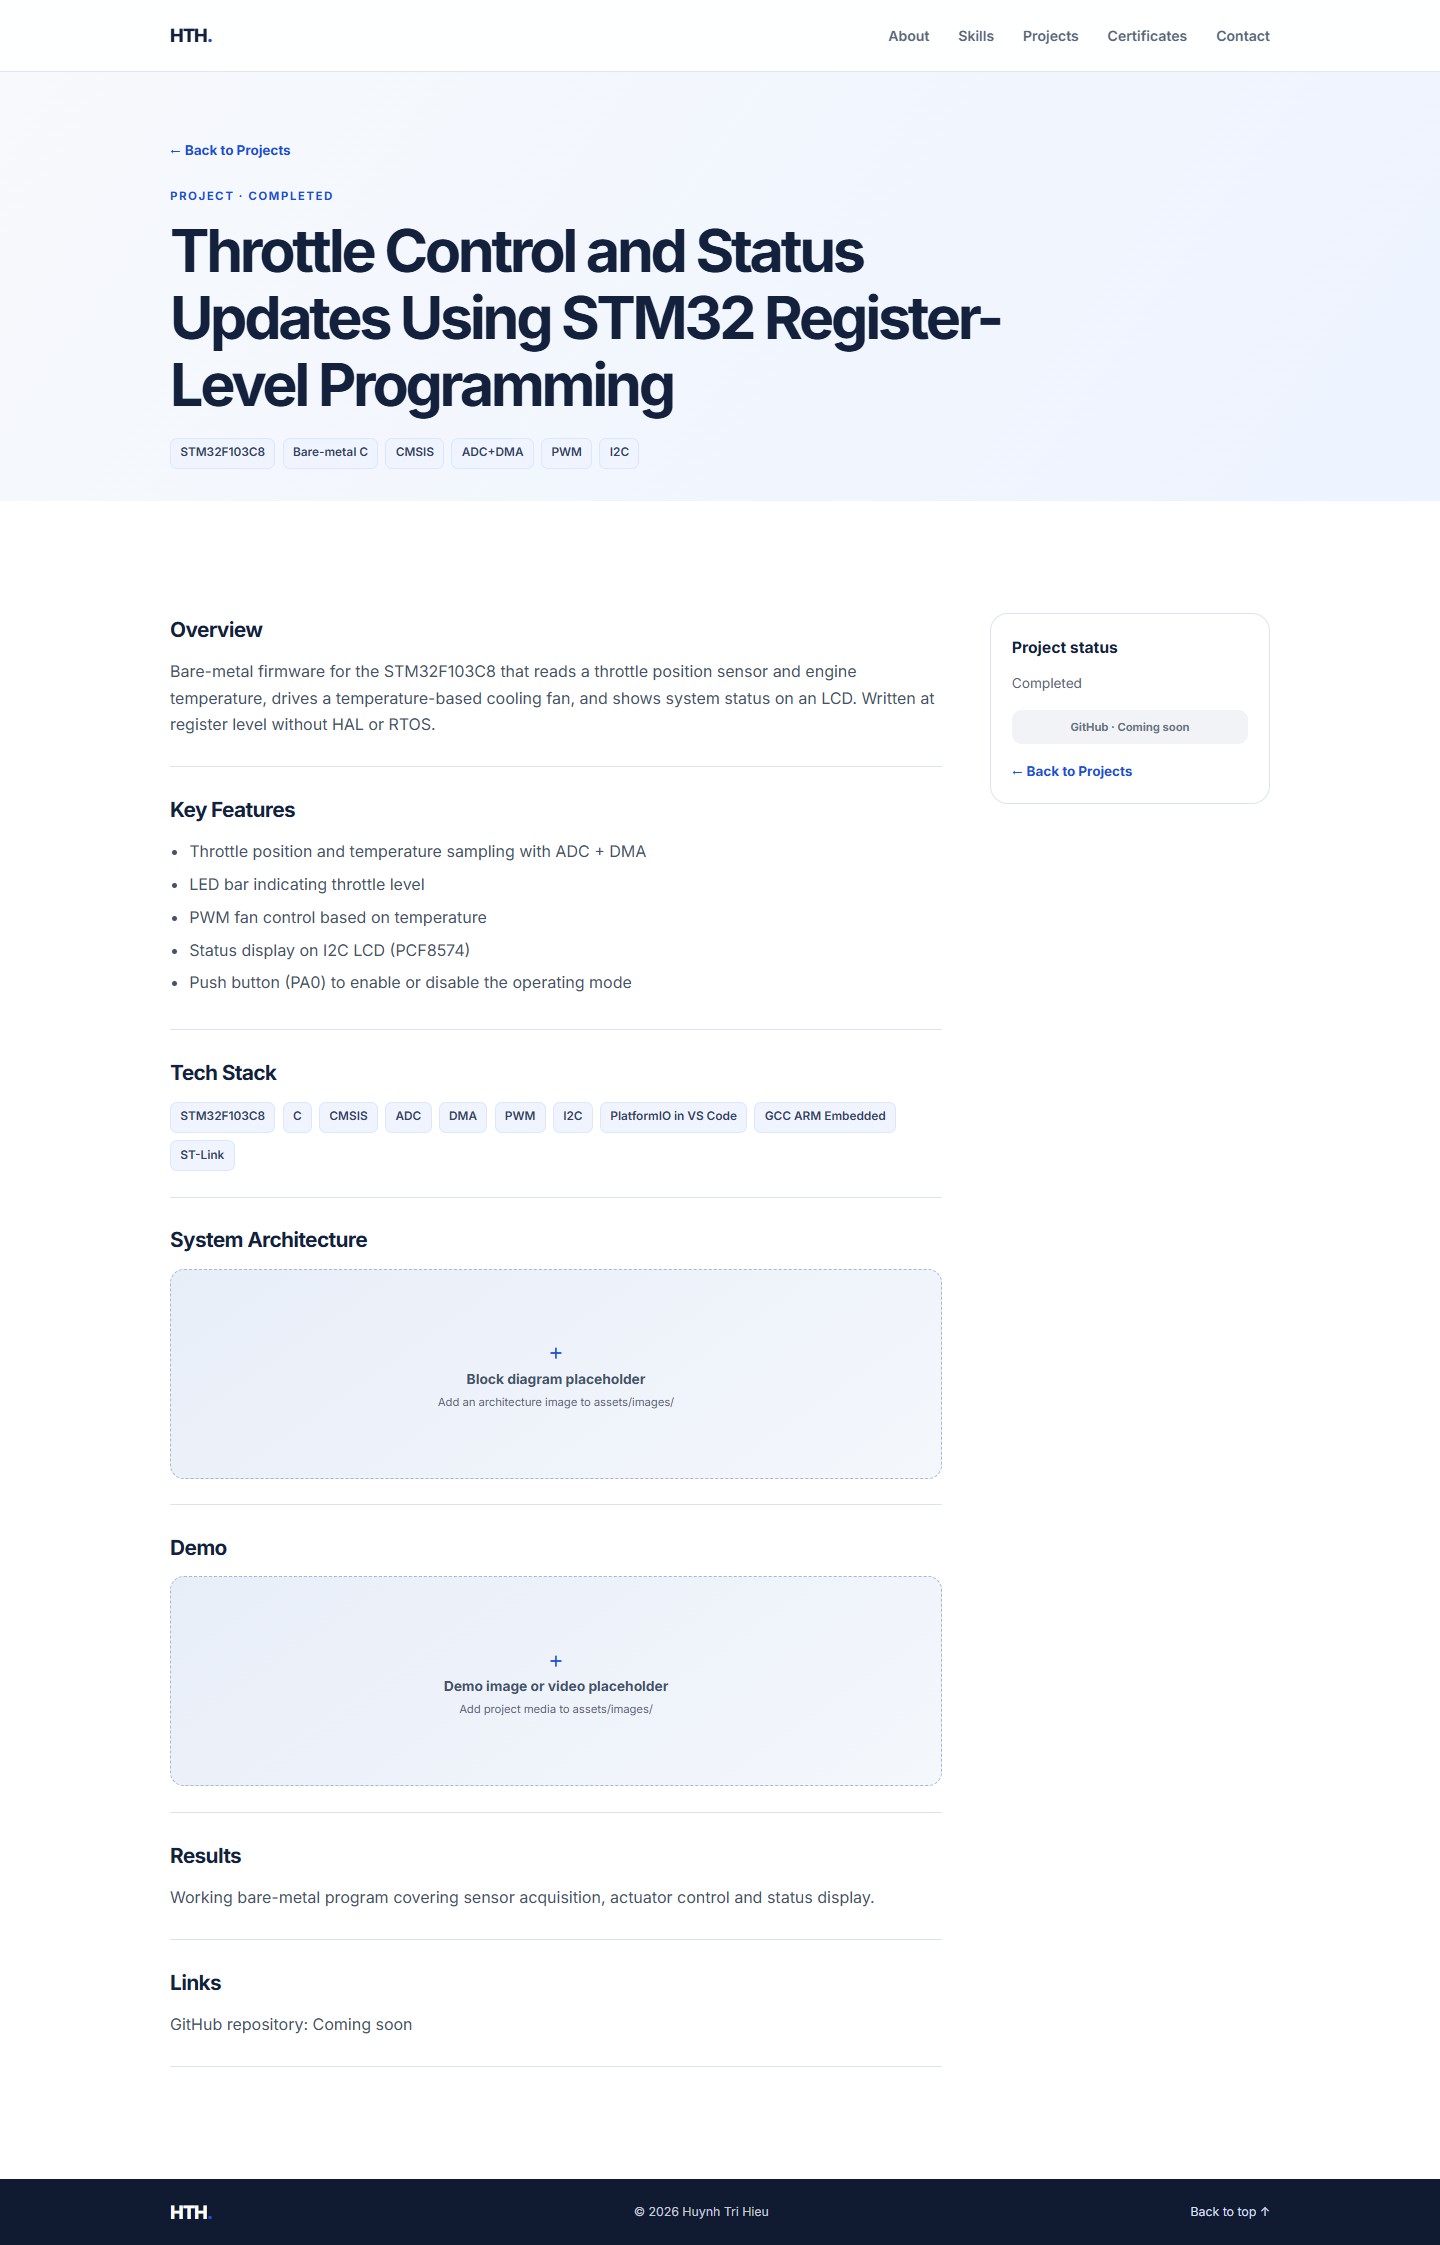 HTH.
About Skills Projects Certificates Contact
← Back to Projects
PROJECT · COMPLETED
Throttle Control and Status
Updates Using STM32 Register-
Level Programming
STM32F103C8 Bare-metal C CMSIS ADC+DMA PWM I2C
Overview
Bare-metal firmware for the STM32F103C8 that reads a throttle position sensor and engine
temperature, drives a temperature-based cooling fan, and shows system status on an LCD. Written at
register level without HAL or RTOS.
Project status
Completed
GitHub · Coming soon
← Back to Projects
Key Features
• Throttle position and temperature sampling with ADC + DMA
• LED bar indicating throttle level
• PWM fan control based on temperature
• Status display on I2C LCD (PCF8574)
• Push button (PA0) to enable or disable the operating mode
Tech Stack
STM32F103C8 C CMSIS ADC DMA PWM I2C PlatformIO in VS Code GCC ARM Embedded
ST-Link
System Architecture
+
Block diagram placeholder
Add an architecture image to assets/images/
Demo
+
Demo image or video placeholder
Add project media to assets/images/
Results
Working bare-metal program covering sensor acquisition, actuator control and status display.
Links
GitHub repository: Coming soon
HTH.
© 2026 Huynh Tri Hieu
Back to top ↑